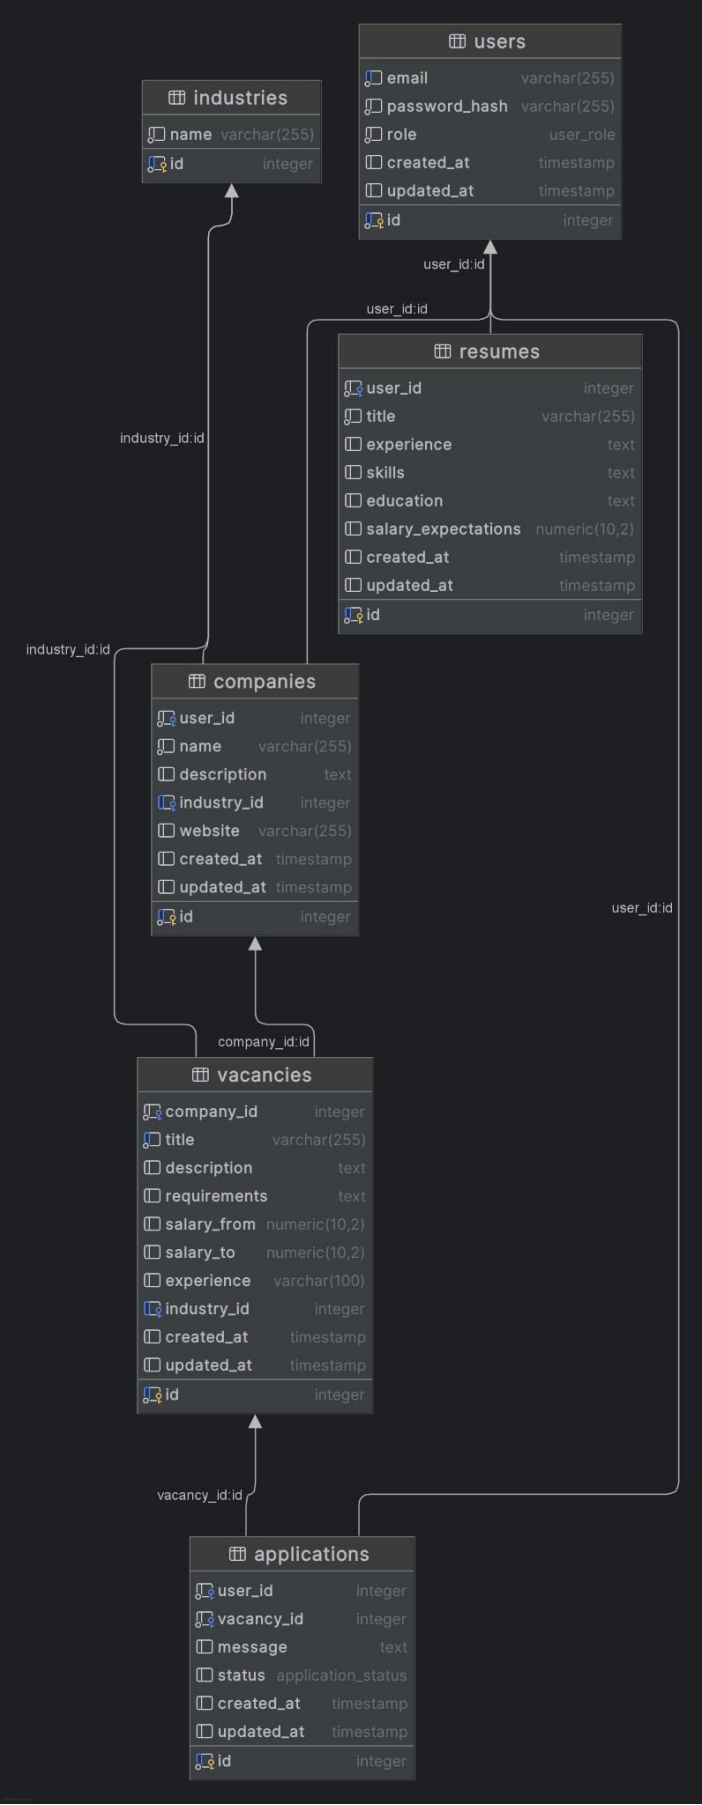 users
email varchar(255)
password_hash varchar(255)
role user_role
created_at timestamp
updated_at timestamp
id integer
industries
name varchar(255)
id integer
user_id:id
user_id:id
resumes
user_id integer
title varchar(255)
experience text
skills text
education text
salary_expectations numeric(10,2)
created_at timestamp
updated_at timestamp
id integer
industry_id:id
industry_id:id
companies
user_id integer
name varchar(255)
description text
industry_id integer
website varchar(255)
created_at timestamp
updated_at timestamp
id integer
user_id:id
company_id:id
vacancies
company_id integer
title varchar(255)
description text
requirements text
salary_from numeric(10,2)
salary_to numeric(10,2)
experience varchar(100)
industry_id integer
created_at timestamp
updated_at timestamp
id integer
vacancy_id:id
applications
user_id integer
vacancy_id integer
message text
status application_status
created_at timestamp
updated_at timestamp
id integer